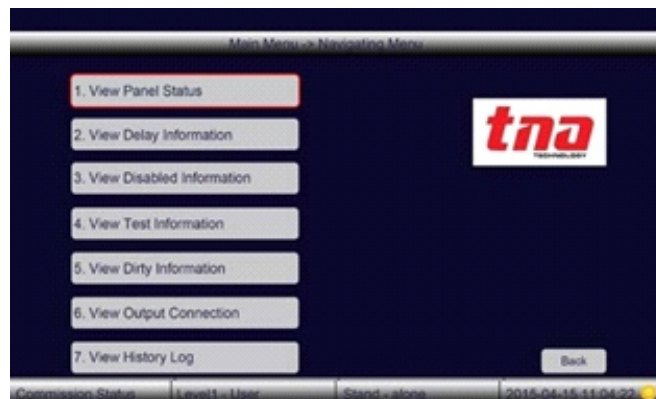 Main Menu -> Navigating Menu
1. View Panel Status
2. View Delay Information
3. View Disabled Information
4. View Test Information
5. View Dirty Information
6. View Output Connection
7. View History Log
tna
TECHNOLOGY
Back
Commission Status Level1 - User Stand - alone 2015-04-15 11:04:22